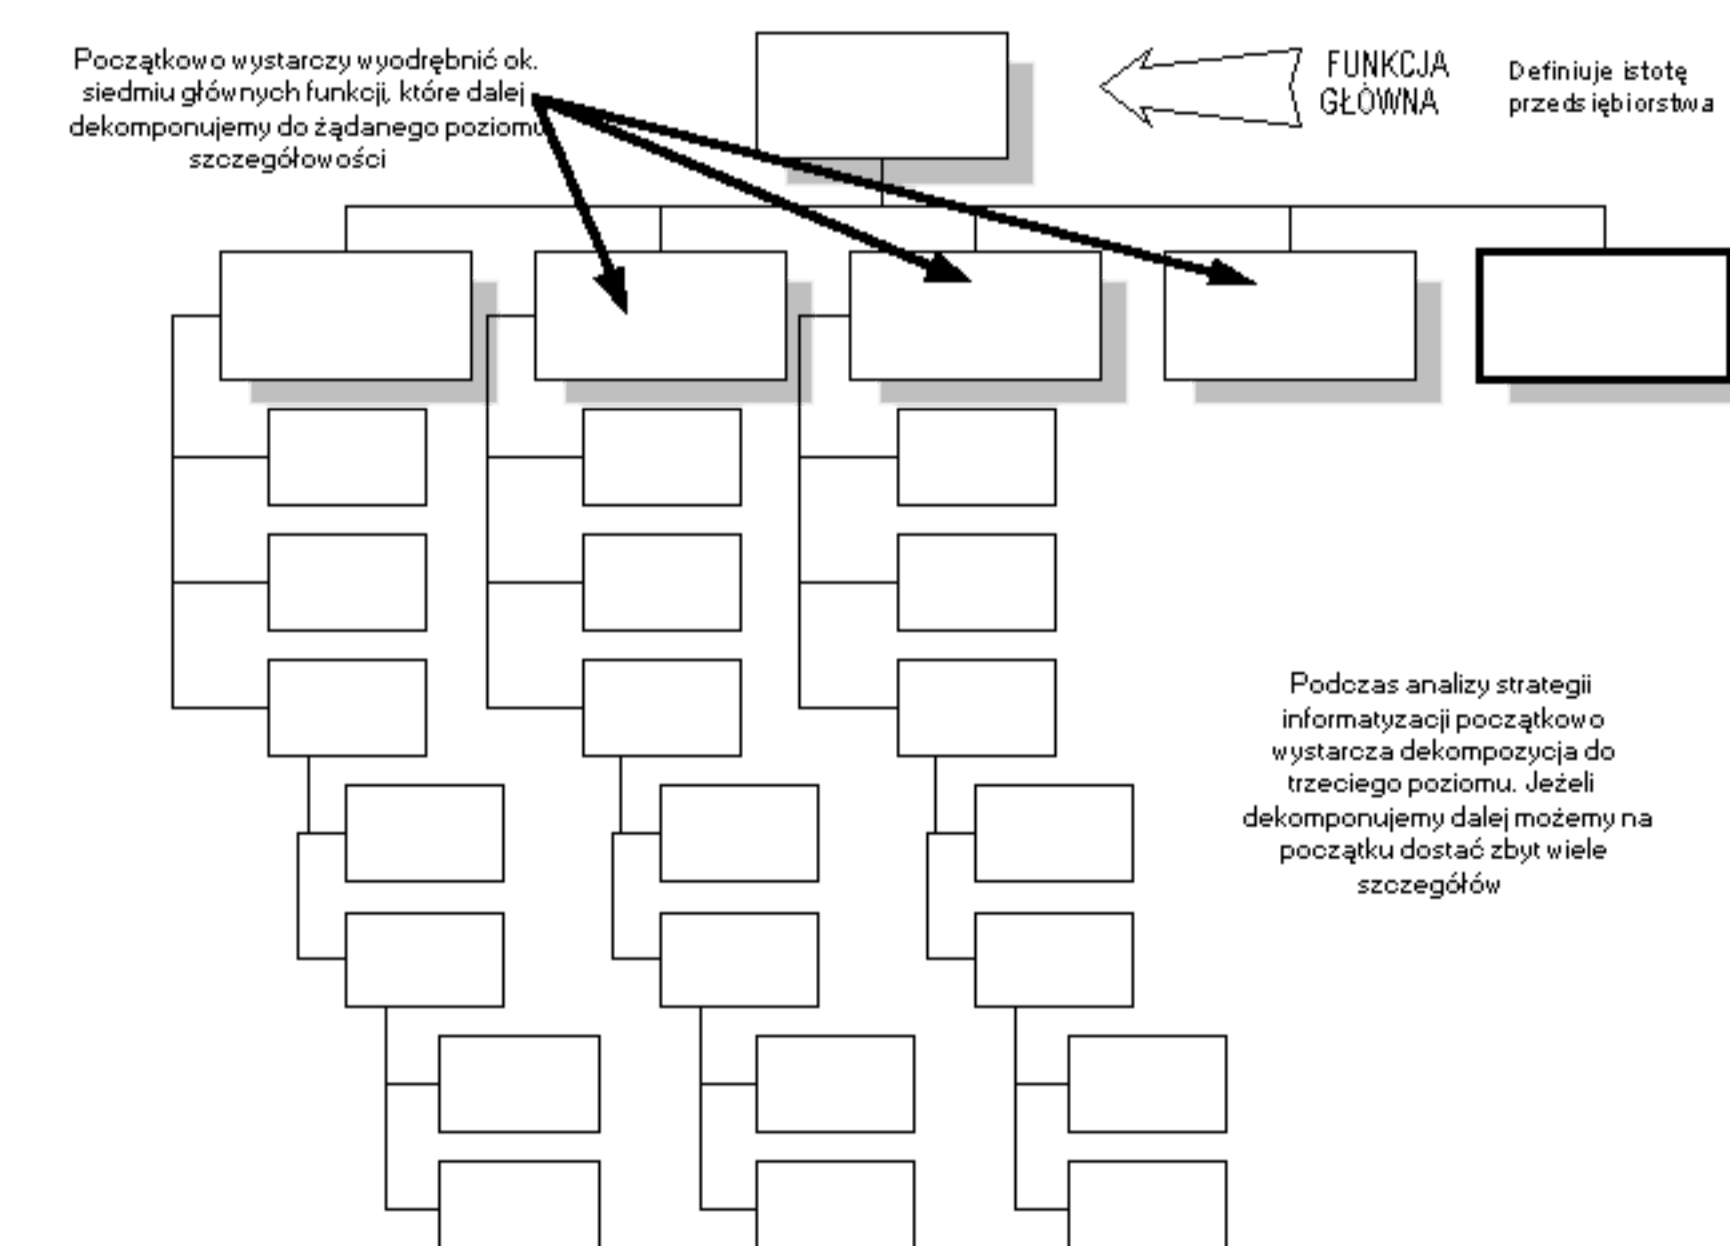 Początkowo wystarczy wyodrębnić ok.
siedmiu głównych funkcji, które dalej
dekomponujemy do żądanego poziomu
szczegółowości
FUNKCJA
GŁÓWNA
Definiuje istotę
przedsiębiorstwa
Podczas analizy strategii
informatyzacji początkowo
wystarcza dekompozycja do
trzeciego poziomu. Jeżeli
dekomponujemy dalej możemy na
początku dostać zbyt wiele
szczegółów